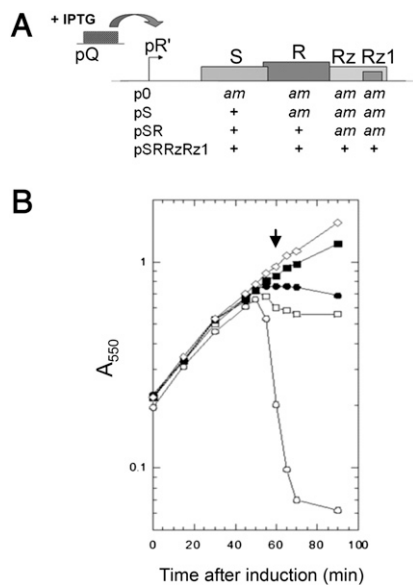 A
+ IPTG
pQ
pR'
S R Rz Rz1
p0 am am am am
pS + am am am
pSR + + am am
pSRRzRz1 + + + +
B
A550
1
0.1
0 20 40 60 80 100
Time after induction (min)